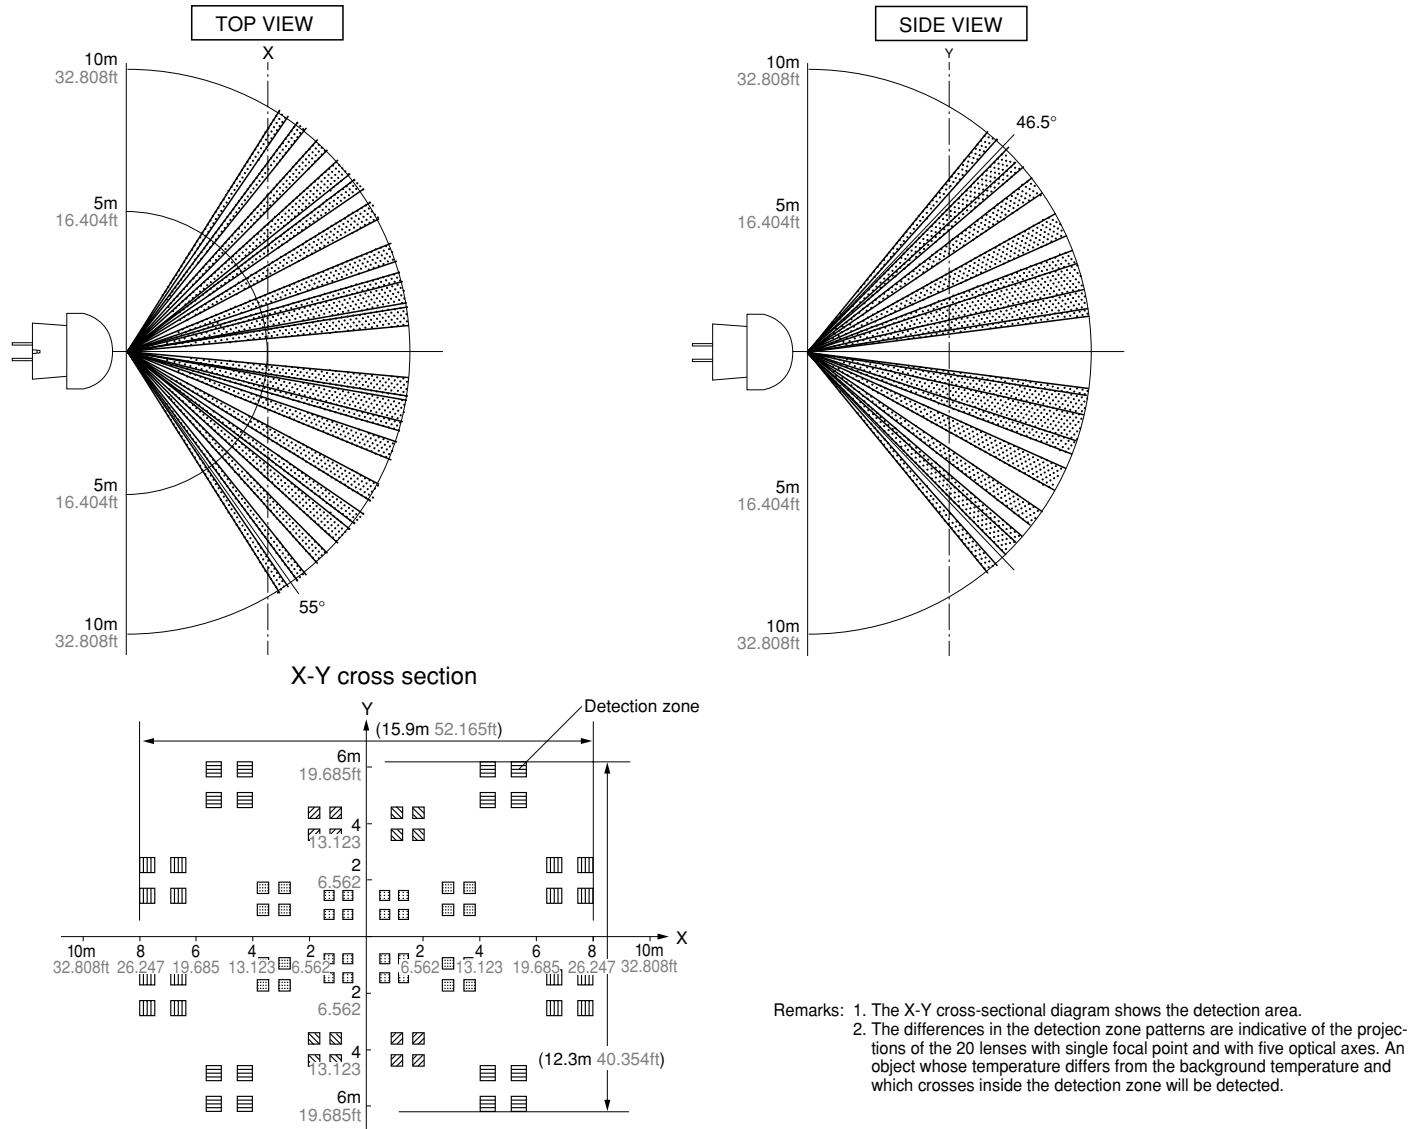 TOP VIEW
X
10m
32.808ft
5m
16.404ft
5m
16.404ft
10m
32.808ft
55°
SIDE VIEW
Y
10m
32.808ft
46.5°
5m
16.404ft
5m
16.404ft
10m
32.808ft
X-Y cross section
Y
Detection zone
(15.9m 52.165ft)
6m
19.685ft
4
13.123
2
6.562
X
10m 8 6 4 2 2 4 6 8 10m
32.808ft 26.247 19.685 13.123 6.562 6.562 13.123 19.685 26.247 32.808ft
2
6.562
4
13.123
(12.3m 40.354ft)
6m
19.685ft
Remarks: 1. The X-Y cross-sectional diagram shows the detection area.
2. The differences in the detection zone patterns are indicative of the projec-
tions of the 20 lenses with single focal point and with five optical axes. An
object whose temperature differs from the background temperature and
which crosses inside the detection zone will be detected.